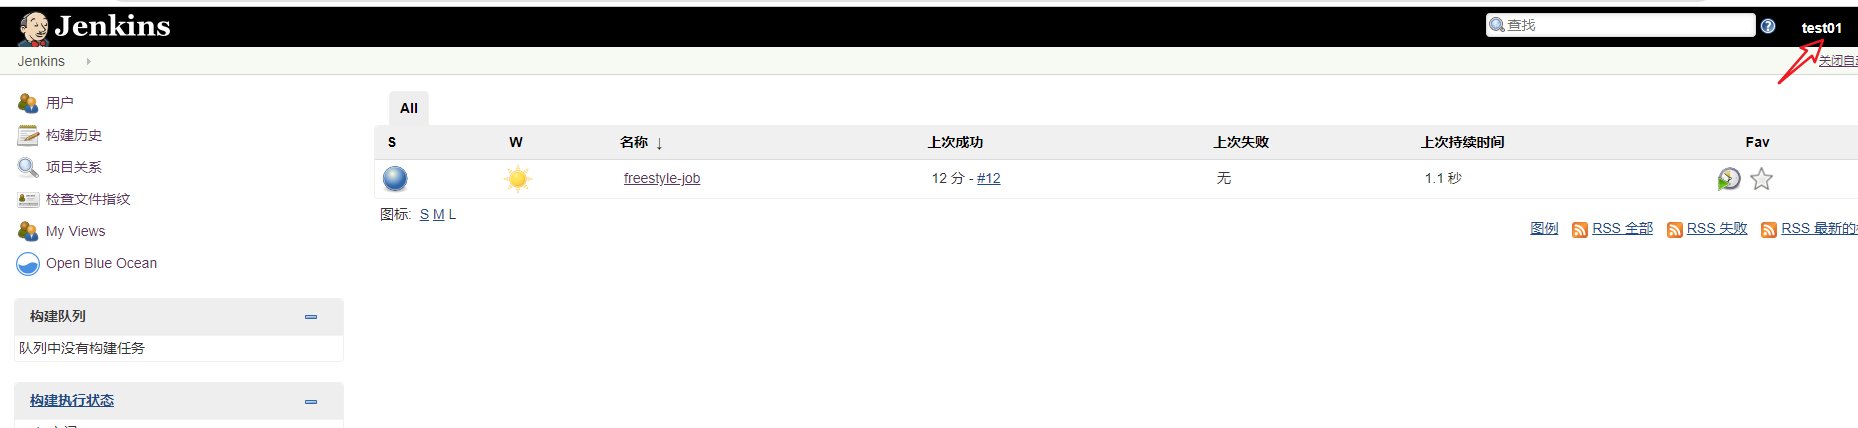 Jenkins
查找
test01
Jenkins
关闭自
用户
构建历史
项目关系
检查文件指纹
My Views
Open Blue Ocean
构建队列
队列中没有构建任务
构建执行状态
All
S W 名称 ↓ 上次成功 上次失败 上次持续时间 Fav
freestyle-job 12 分 - #12 无 1.1 秒
图标: S M L
图例 RSS 全部 RSS 失败 RSS 最新的